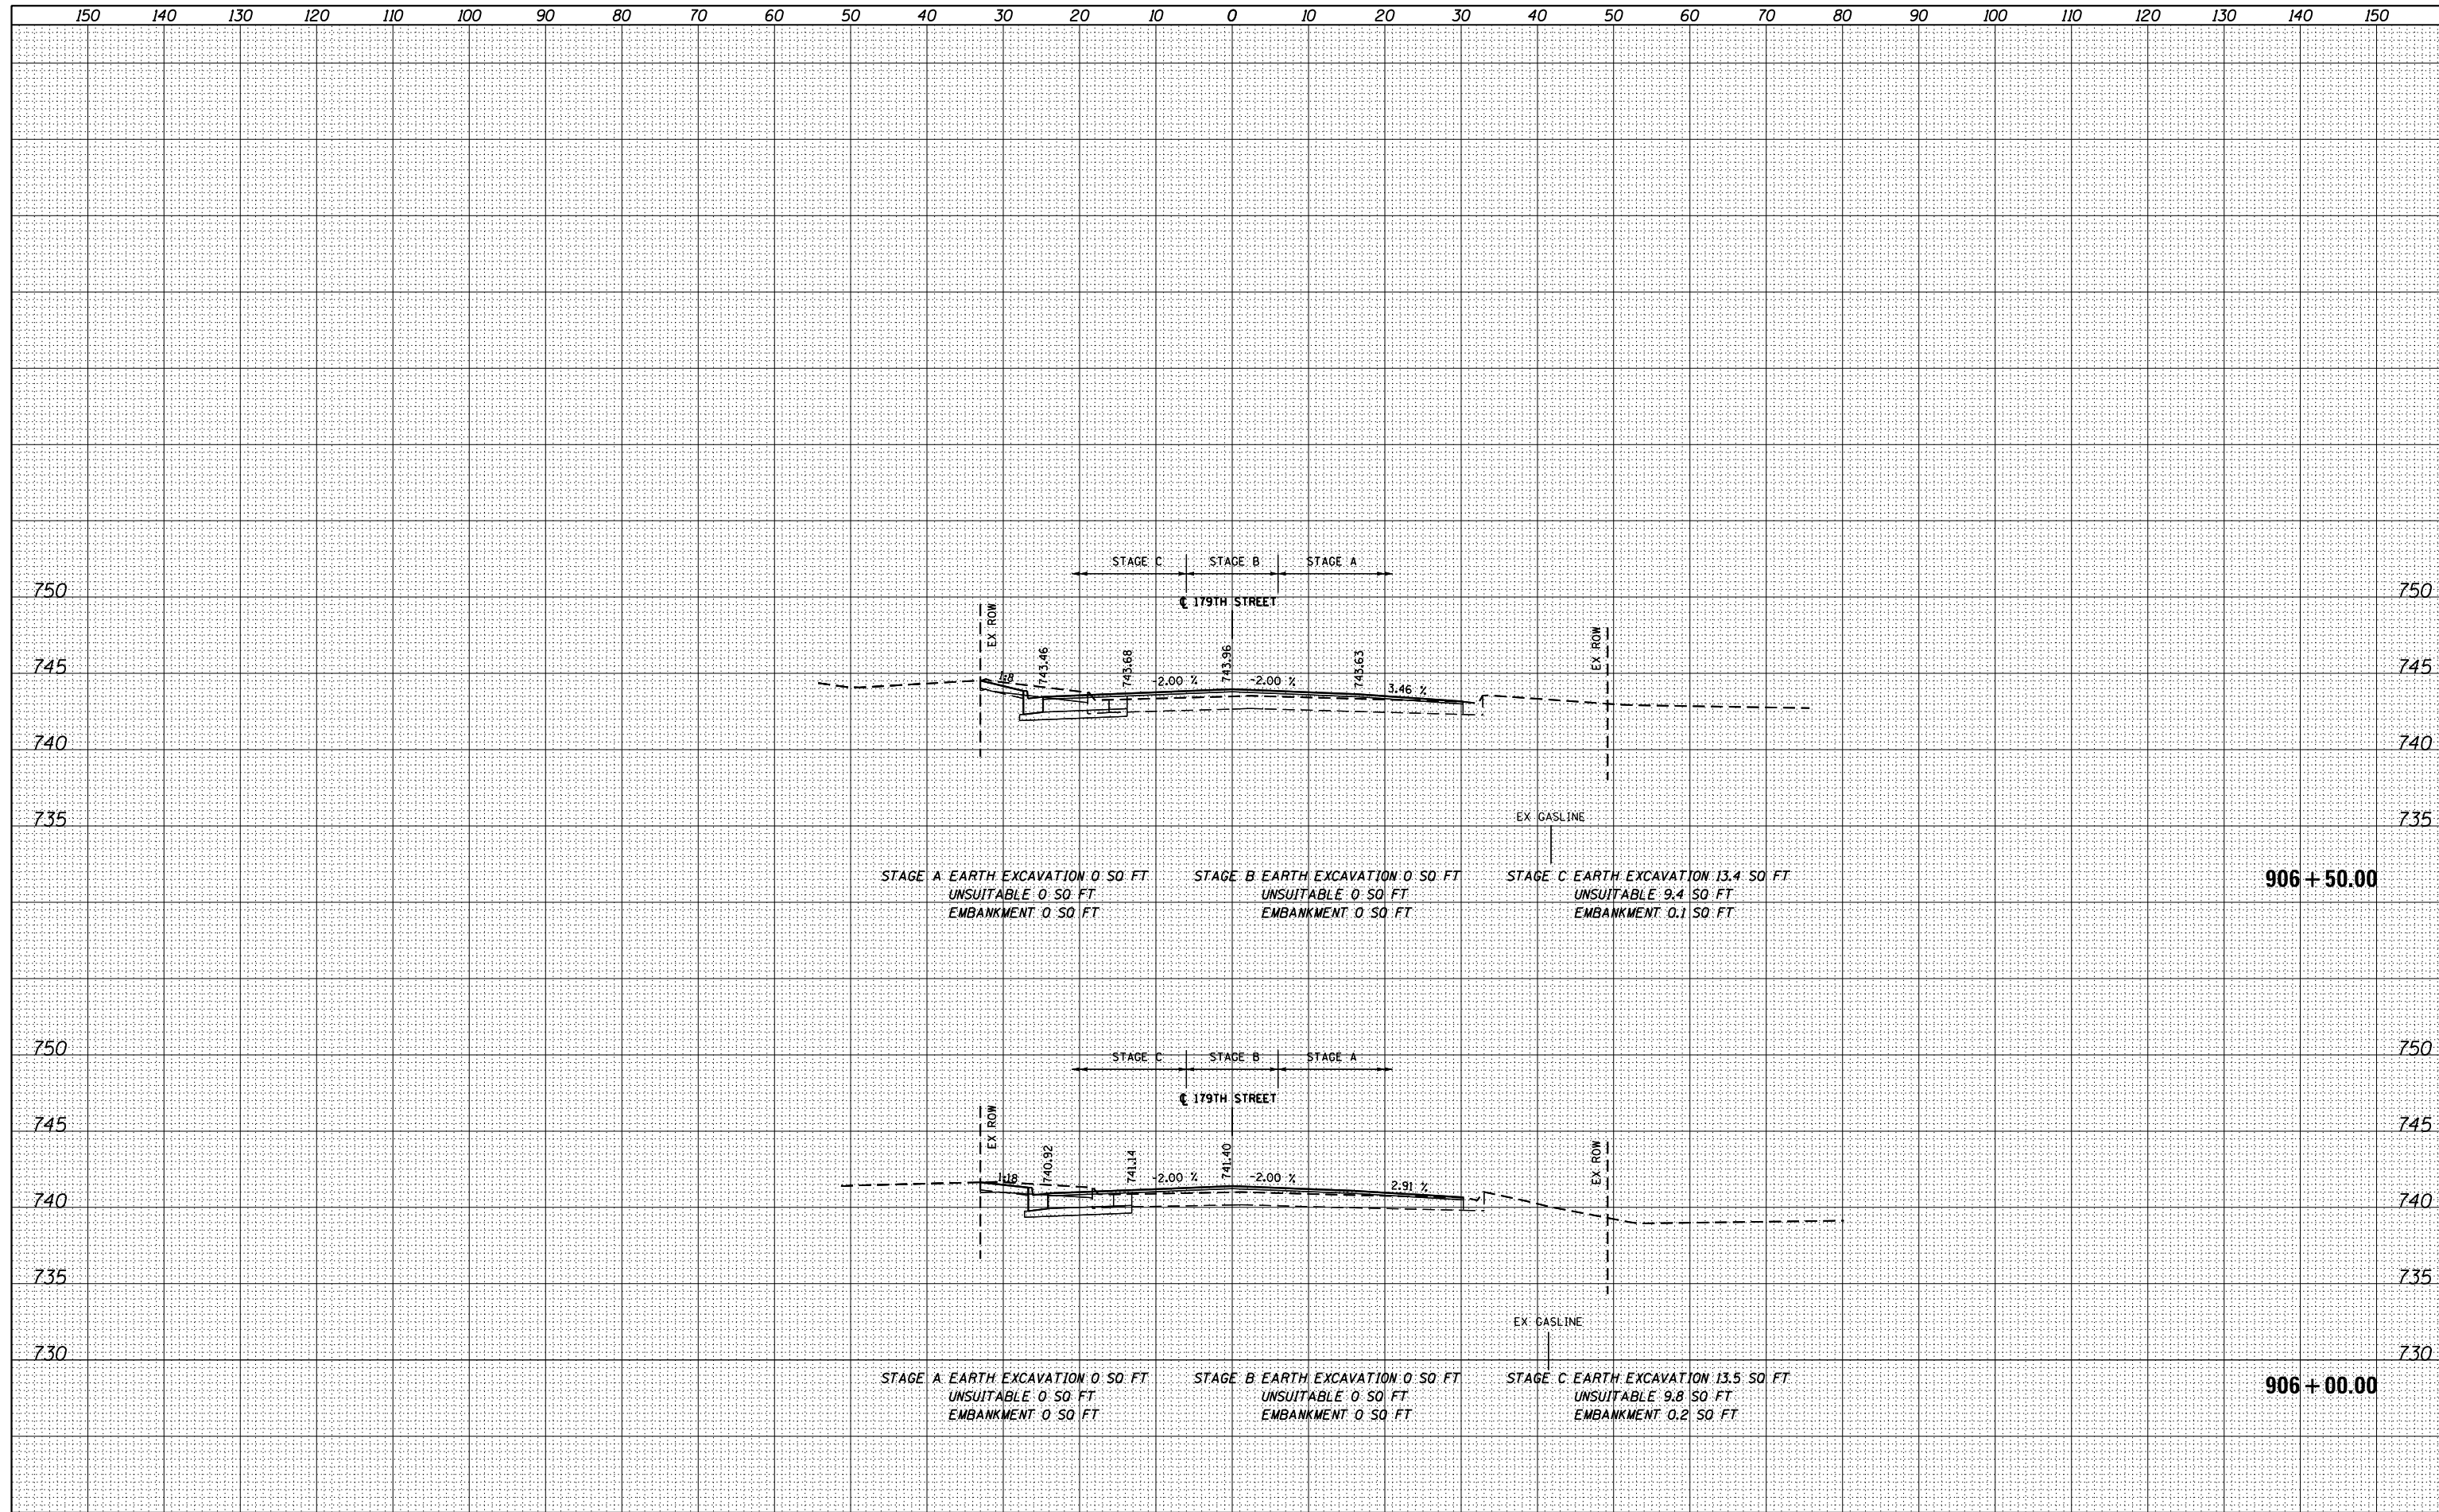 150 140 130 120 110 100 90 80 70 60 50 40 30 20 10 0 10 20 30 40 50 60 70 80 90 100 110 120 130 140 150
STAGE C STAGE B STAGE A
750 750
℄ 179TH STREET
EX ROW
EX ROW
745 743.46 743.68 743.96 743.63 745
1:8 -2.00 % -2.00 % 3.46 %
740 740
735 735
EX GASLINE
STAGE A EARTH EXCAVATION 0 SQ FT STAGE B EARTH EXCAVATION 0 SQ FT STAGE C EARTH EXCAVATION 13.4 SQ FT
906+50.00
UNSUITABLE 0 SQ FT UNSUITABLE 0 SQ FT UNSUITABLE 9.4 SQ FT
EMBANKMENT 0 SQ FT EMBANKMENT 0 SQ FT EMBANKMENT 0.1 SQ FT
750 750
STAGE C STAGE B STAGE A
℄ 179TH STREET
EX ROW
745 745
EX ROW
740.92 741.14 741.40
1:18 -2.00 % -2.00 % 2.91 %
740 740
735 735
EX GASLINE
730 730
STAGE A EARTH EXCAVATION 0 SQ FT STAGE B EARTH EXCAVATION 0 SQ FT STAGE C EARTH EXCAVATION 13.5 SQ FT
906+00.00
UNSUITABLE 0 SQ FT UNSUITABLE 0 SQ FT UNSUITABLE 9.8 SQ FT
EMBANKMENT 0 SQ FT EMBANKMENT 0 SQ FT EMBANKMENT 0.2 SQ FT